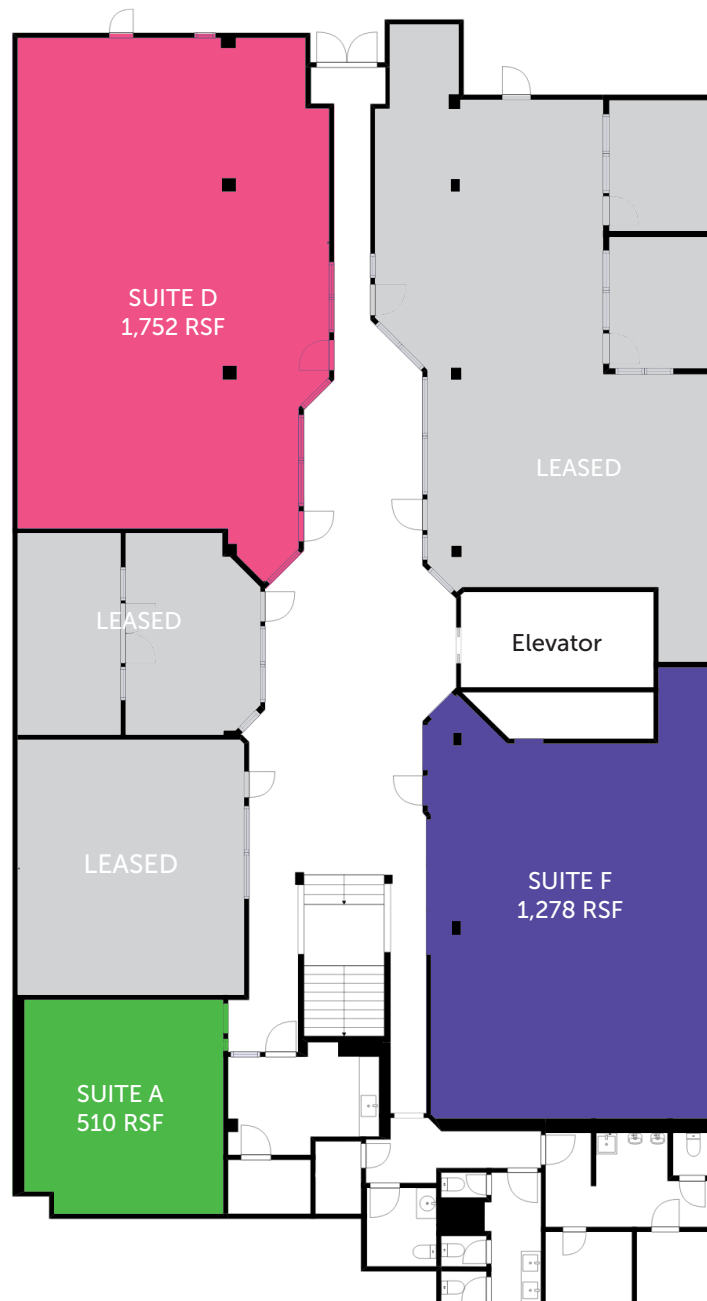 SUITE D
1,752 RSF
LEASED
LEASED
Elevator
LEASED
SUITE F
1,278 RSF
SUITE A
510 RSF